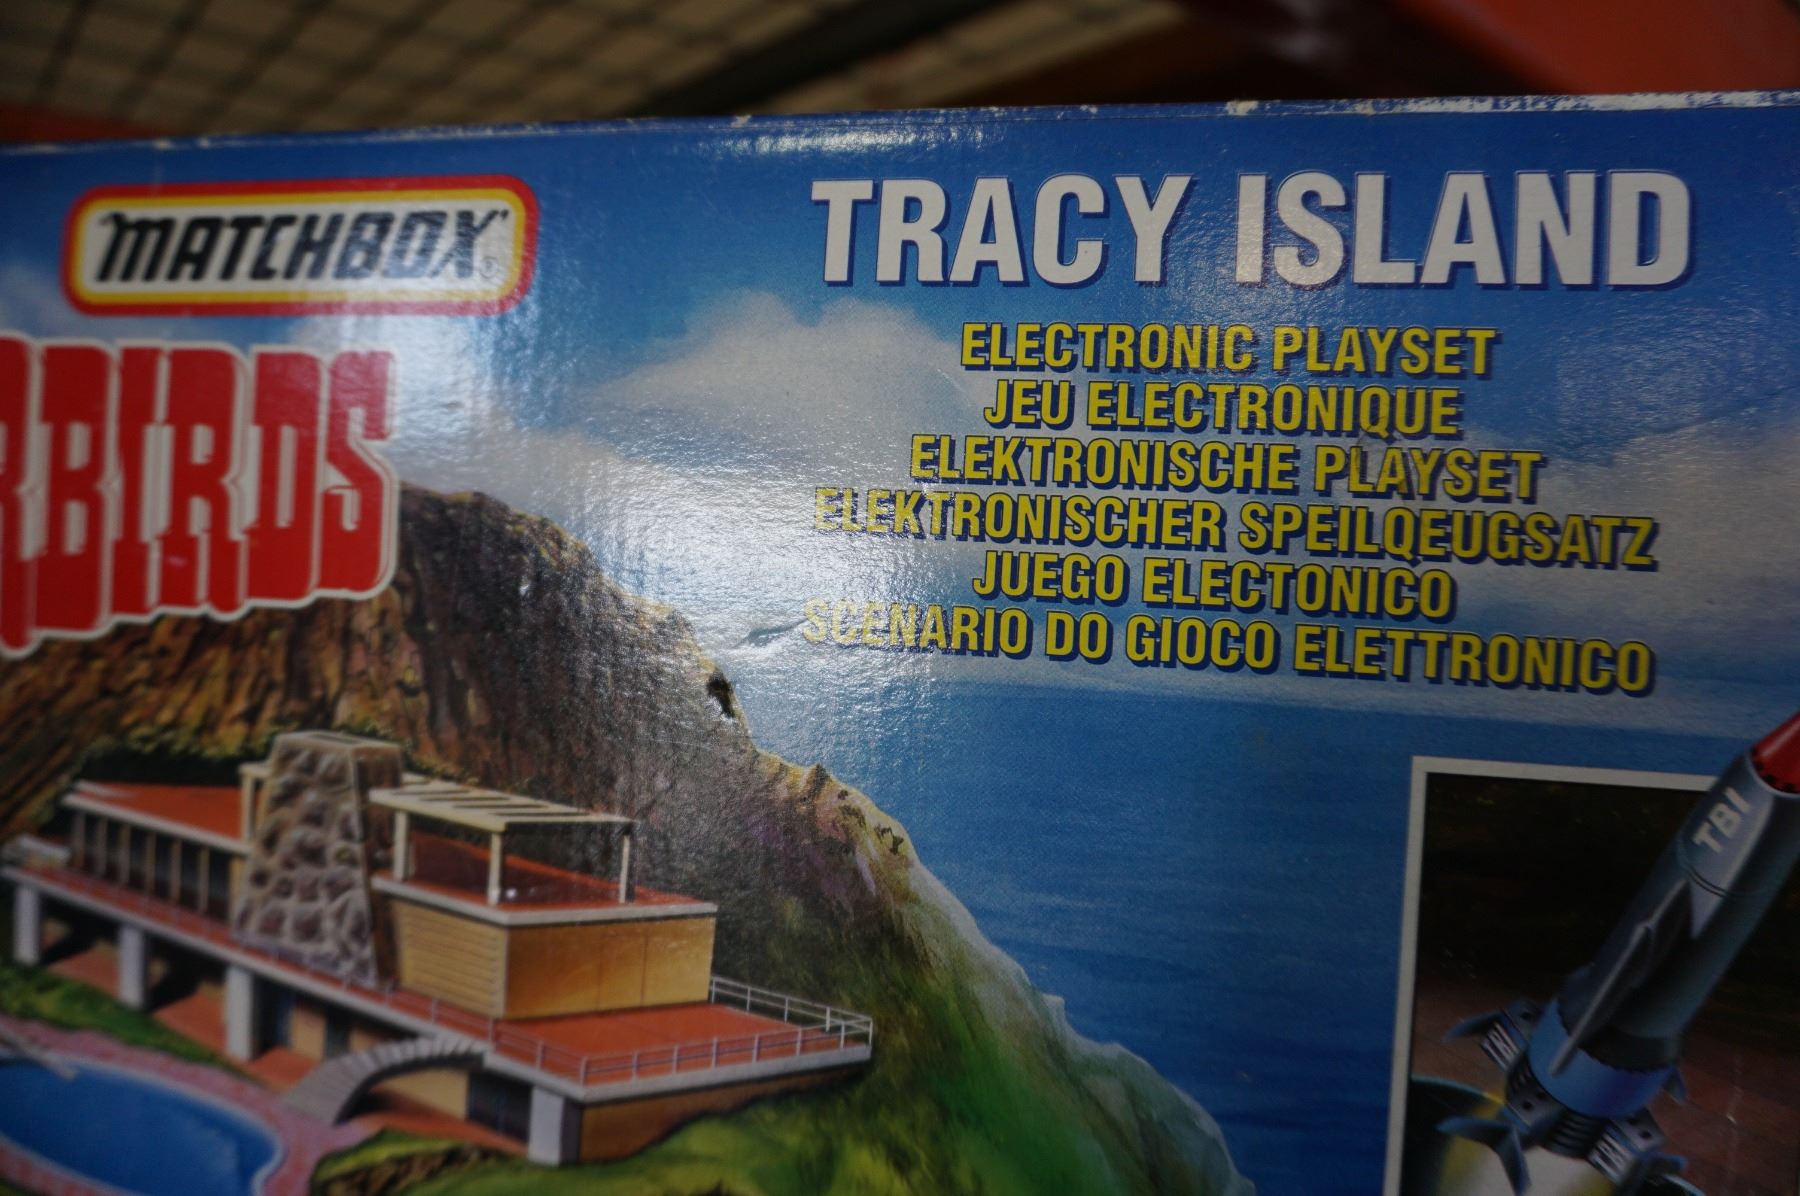 MATCHBOX
TRACY ISLAND
RBIRDS
ELECTRONIC PLAYSET
JEU ELECTRONIQUE
ELEKTRONISCHE PLAYSET
ELEKTRONISCHER SPEILQEUGSATZ
JUEGO ELECTONICO
SCENARIO DO GIOCO ELETTRONICO
TB1